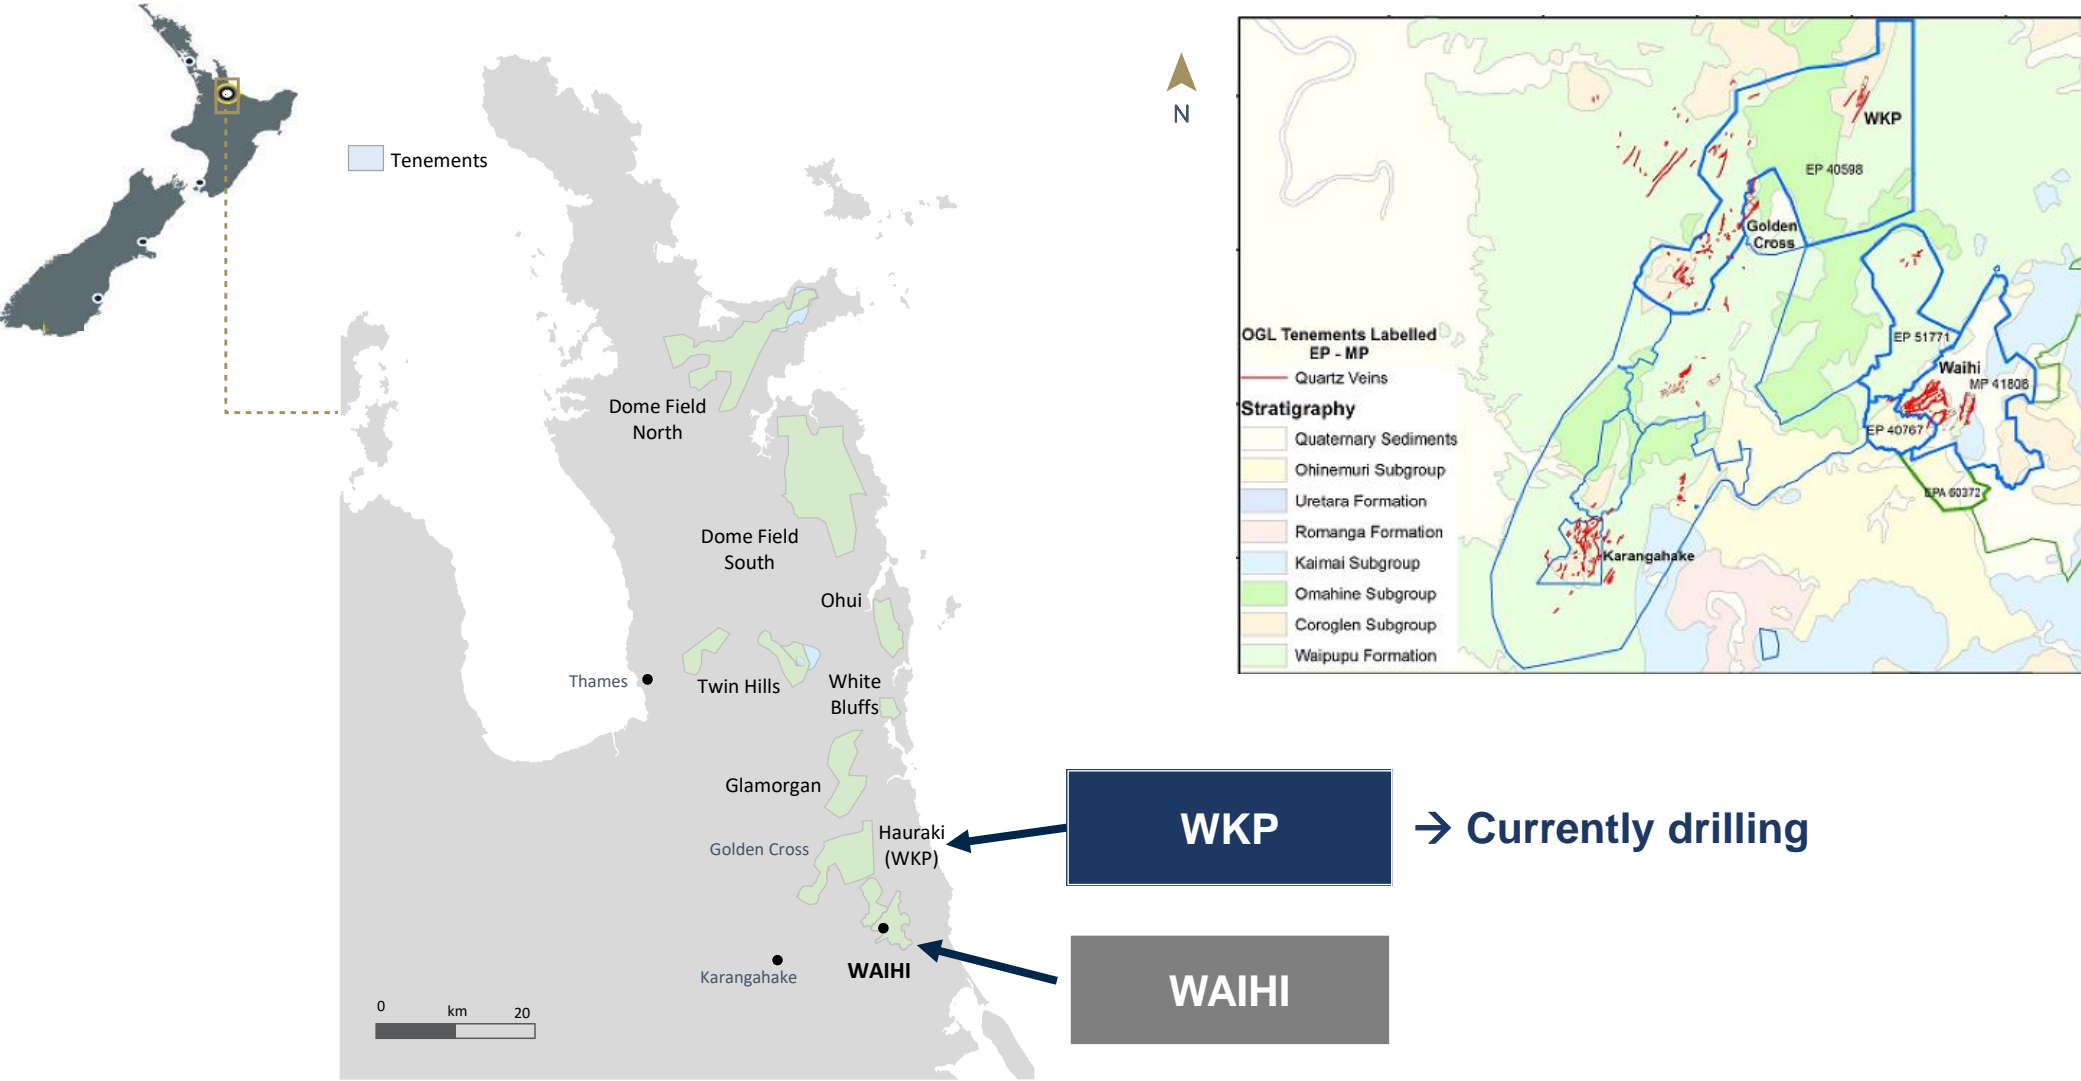 Tenements
N
Dome Field
North
Dome Field
South
Ohui
Thames
Twin Hills
White
Bluffs
Glamorgan
Golden Cross
Hauraki
(WKP)
Karangahake
WAIHI
0 km 20
WKP
EP 40598
Golden
Cross
OGL Tenements Labelled
EP - MP
Quartz Veins
Stratigraphy
Quaternary Sediments
Ohinemuri Subgroup
Uretara Formation
Romanga Formation
Kaimai Subgroup
Omahine Subgroup
Coroglen Subgroup
Waipupu Formation
EP 51771
Waihi
MP 41808
EP 40767
EPA 60372
Karangahake
WKP
→ Currently drilling
WAIHI